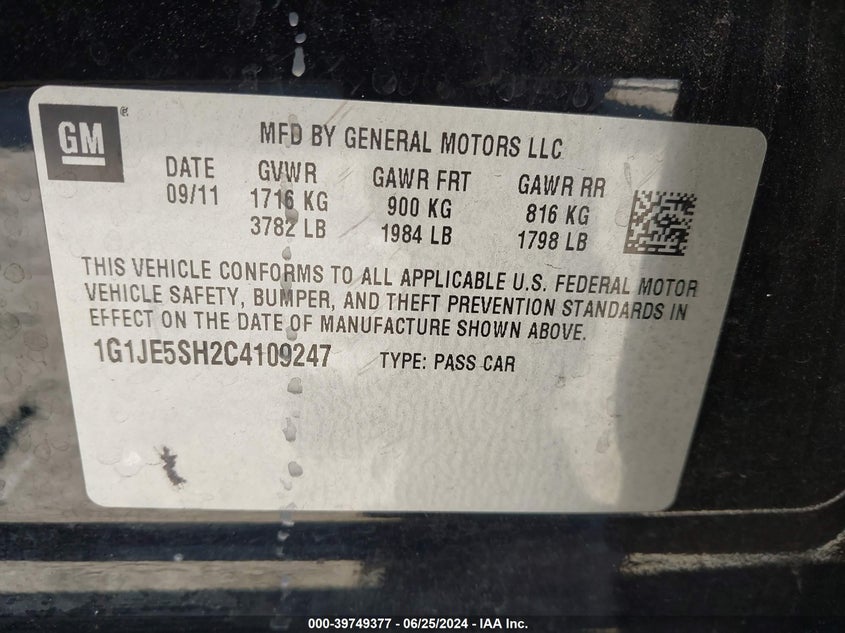 GM
MFD BY GENERAL MOTORS LLC
DATE GVWR GAWR FRT GAWR RR
09/11 1716 KG 900 KG 816 KG
3782 LB 1984 LB 1798 LB
THIS VEHICLE CONFORMS TO ALL APPLICABLE U.S. FEDERAL MOTOR
VEHICLE SAFETY, BUMPER, AND THEFT PREVENTION STANDARDS IN
EFFECT ON THE DATE OF MANUFACTURE SHOWN ABOVE.
1G1JE5SH2C4109247 TYPE: PASS CAR
000-39749377 - 06/25/2024 - IAA Inc.